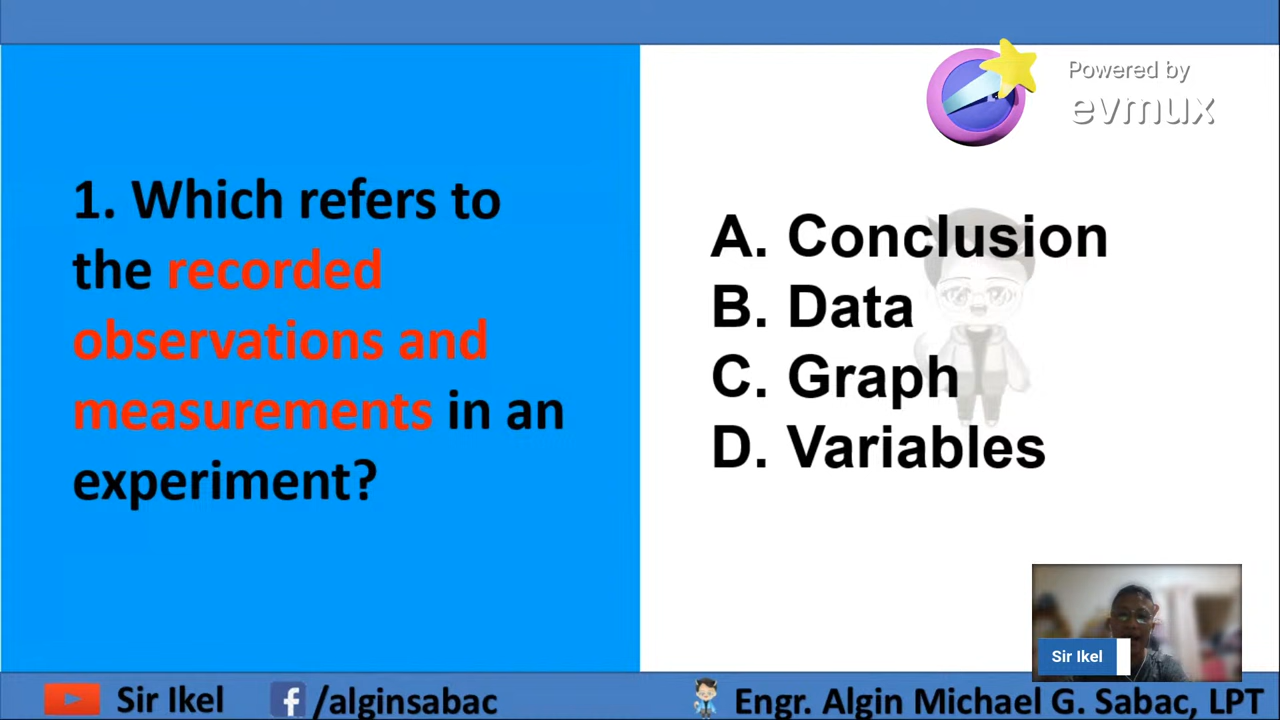 Powered by
evmux
1. Which refers to
the recorded
observations and
measurements in an
experiment?
A. Conclusion
B. Data
C. Graph
D. Variables
Sir Ikel
Sir Ikel
/alginsabac
Engr. Algin Michael G. Sabac, LPT